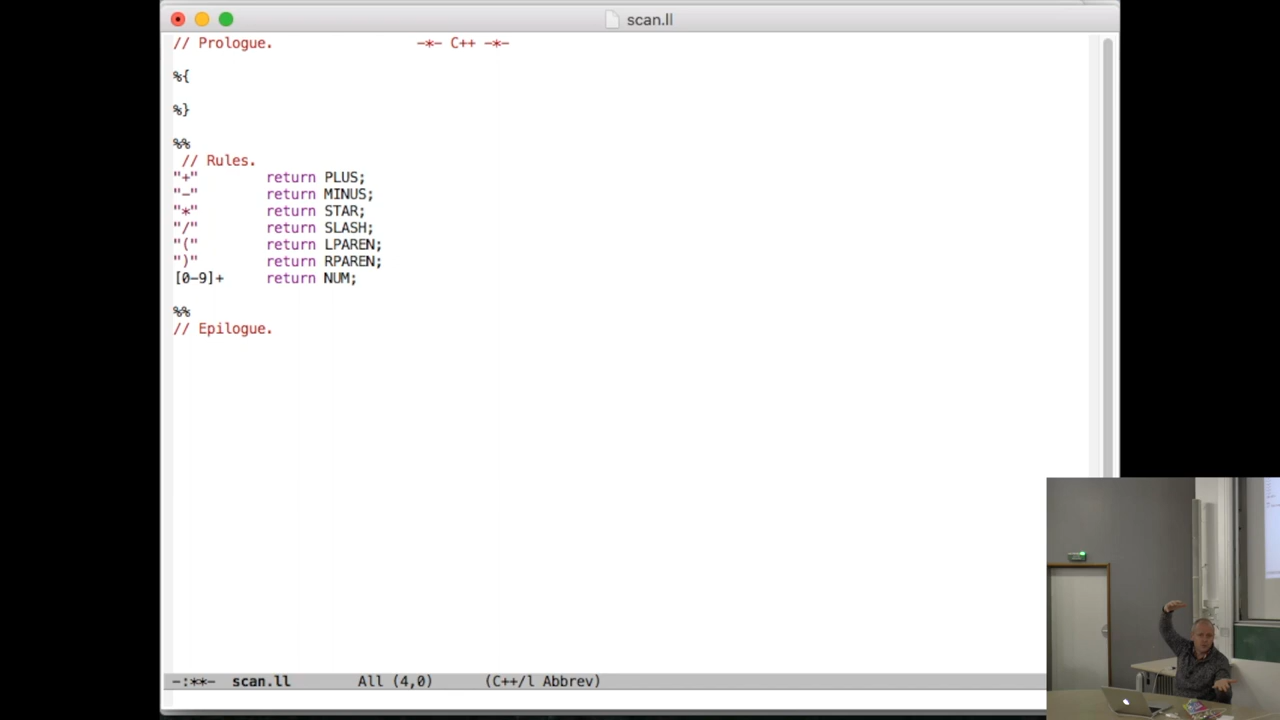 scan.ll
// Prologue. -*- C++ -*-
%{
%}
%%
// Rules.
"+" return PLUS;
"-" return MINUS;
"*" return STAR;
"/" return SLASH;
"(" return LPAREN;
")" return RPAREN;
[0-9]+ return NUM;
%%
// Epilogue.
-:**- scan.ll All (4,0) (C++/l Abbrev)